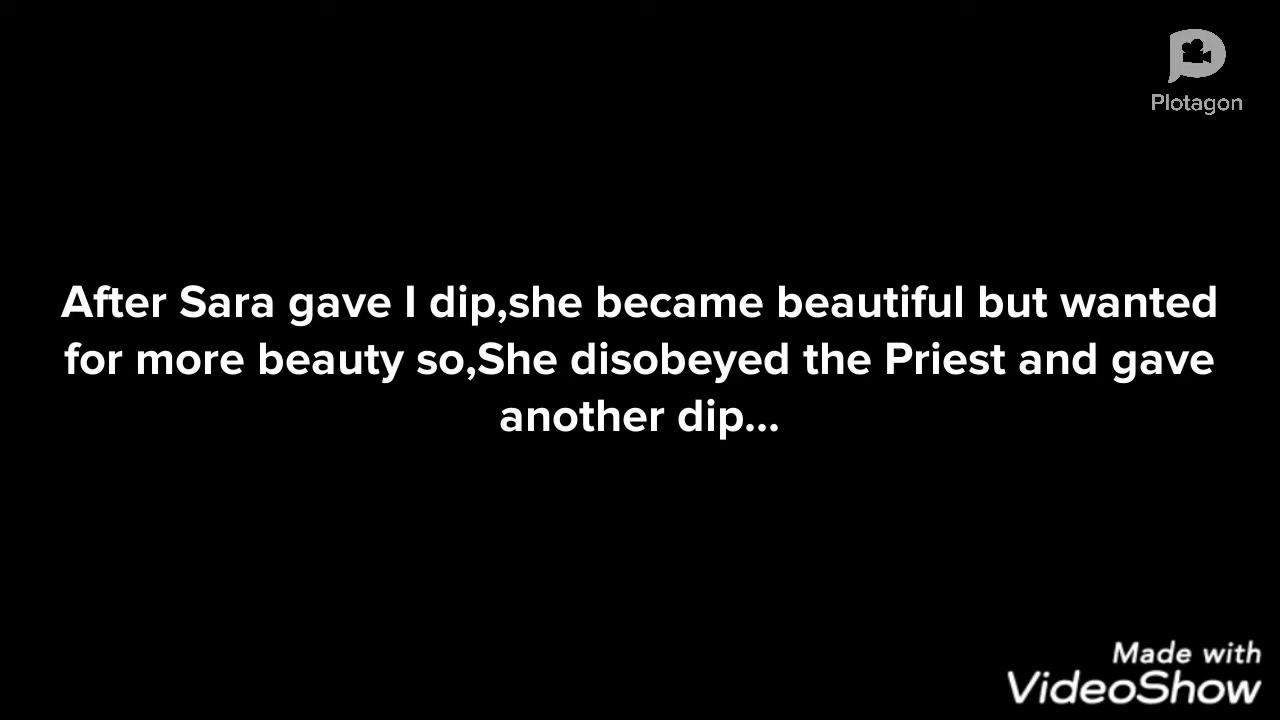 Plotagon
After Sara gave I dip,she became beautiful but wanted
for more beauty so,She disobeyed the Priest and gave
another dip...
Made with
VideoShow